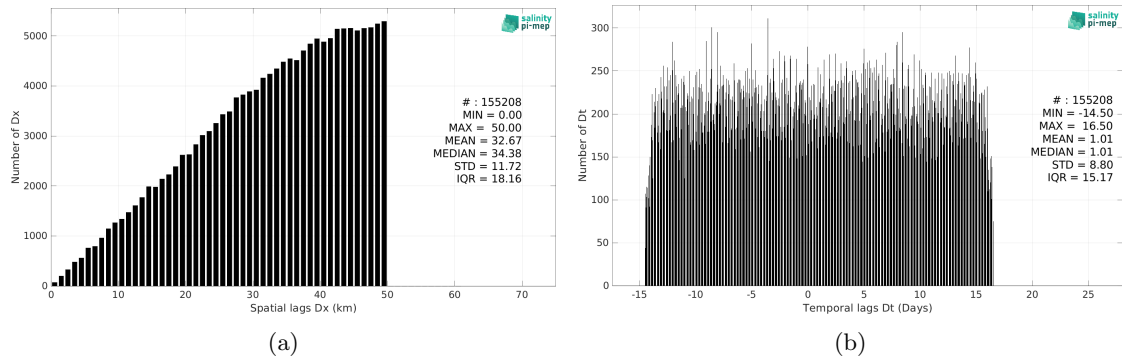 salinity
pi-mep
5000
4000
3000
2000
1000
0
Number of Dx
# : 155208
MIN = 0.00
MAX = 50.00
MEAN = 32.67
MEDIAN = 34.38
STD = 11.72
IQR = 18.16
0 10 20 30 40 50 60 70
Spatial lags Dx (km)
(a)
salinity
pi-mep
300
250
200
150
100
50
0
Number of Dt
# : 155208
MIN = -14.50
MAX = 16.50
MEAN = 1.01
MEDIAN = 1.01
STD = 8.80
IQR = 15.17
-15 -10 -5 0 5 10 15 20 25
Temporal lags Dt (Days)
(b)